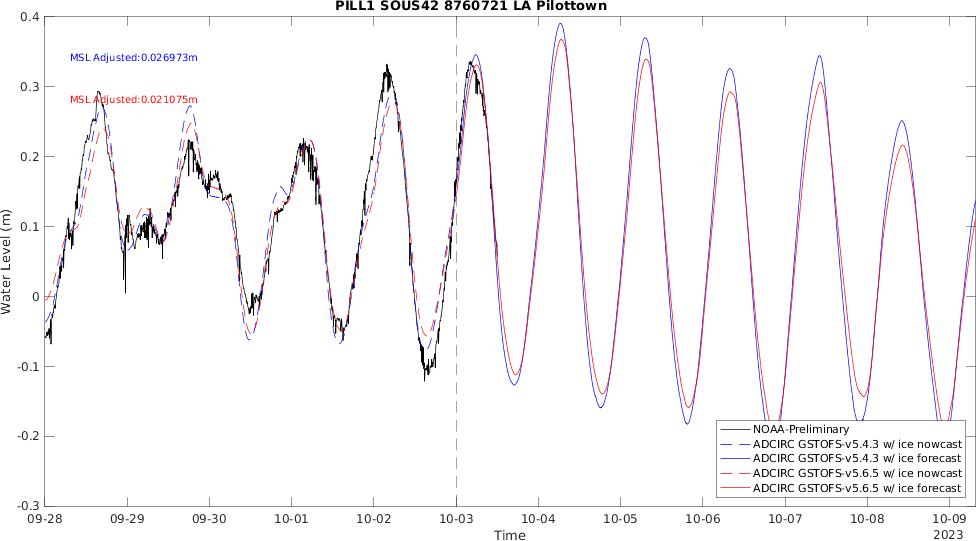 PILL1 SOUS42 8760721 LA Pilottown
0.4
MSL Adjusted:0.026973m
0.3
MSL Adjusted:0.021075m
0.2
0.1
Water Level (m)
0
-0.1
-0.2
-0.3
NOAA-Preliminary
ADCIRC GSTOFS-v5.4.3 w/ ice nowcast
ADCIRC GSTOFS-v5.4.3 w/ ice forecast
ADCIRC GSTOFS-v5.6.5 w/ ice nowcast
ADCIRC GSTOFS-v5.6.5 w/ ice forecast
09-28 09-29 09-30 10-01 10-02 10-03 10-04 10-05 10-06 10-07 10-08 10-09
Time
2023